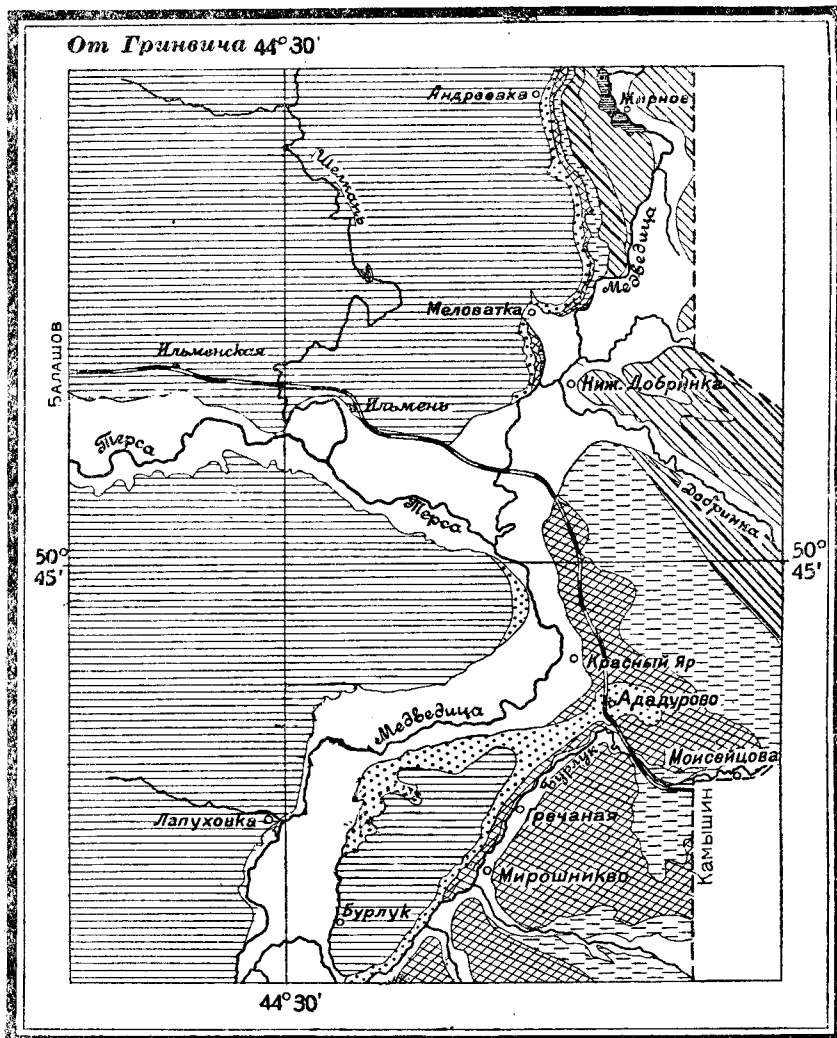 От Гринвича 44° 30'
Андреевка
Жирное
Щелкань
Медведица
Меловатка
БАЛАШОВ
Ильменская
Ниж. Добринка
Ильмень
Терса
Добринка
Терса
50°
45'
50°
45'
Красный Яр
Ададурово
Медведица
Моисейцова
Бурлук
Лапуховка
Гречаная
Камышин
Мирошникво
Бурлук
44° 30'